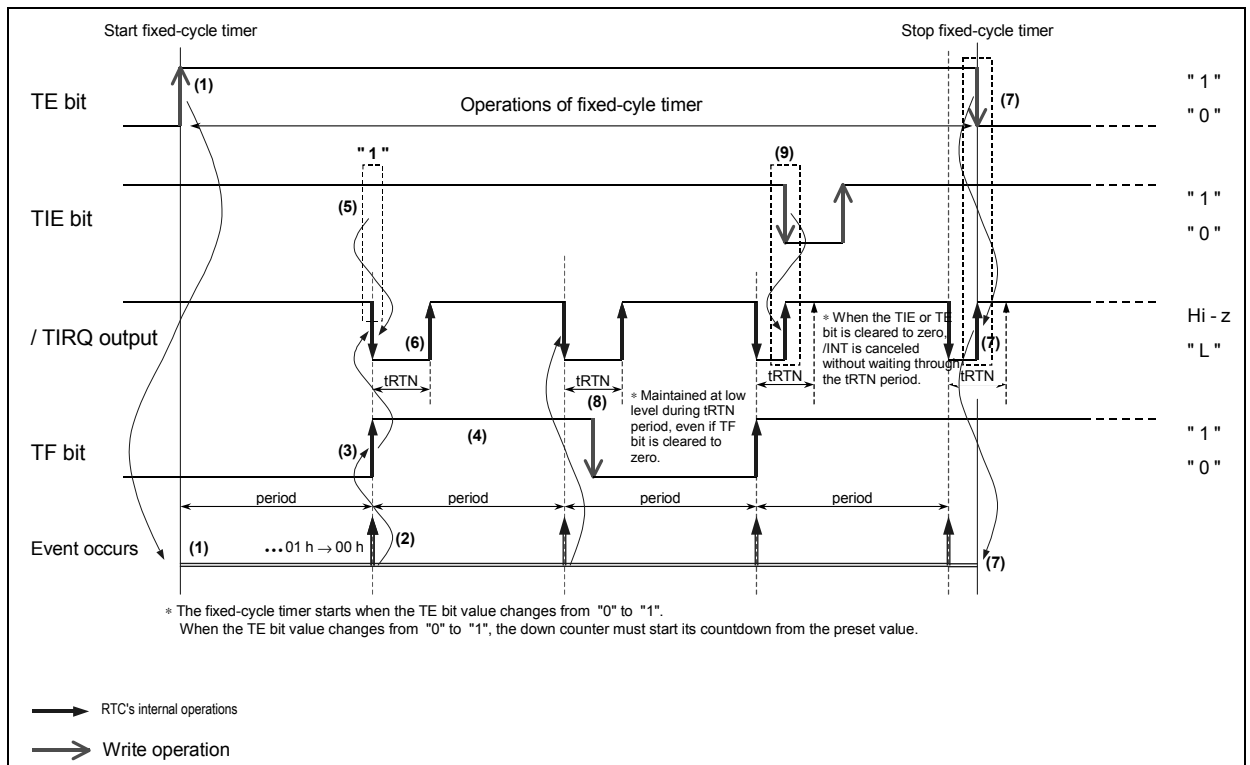 Start fixed-cycle timer
Stop fixed-cycle timer
TE bit
(1)
Operations of fixed-cyle timer
(7)
" 1 "
" 0 "
" 1 "
(9)
TIE bit
(5)
" 1 "
" 0 "
/ TIRQ output
(6)
(7)
Hi - z
" L "
∗ When the TIE or TE
bit is cleared to zero,
/INT is canceled
without waiting through
the tRTN period.
tRTN
tRTN
tRTN
tRTN
(8)
∗ Maintained at low
level during tRTN
period, even if TF
bit is cleared to
zero.
TF bit
(3)
(4)
" 1 "
" 0 "
period
period
period
period
Event occurs
(1)
•••01 h → 00 h
(2)
(7)
∗ The fixed-cycle timer starts when the TE bit value changes from "0" to "1".
When the TE bit value changes from "0" to "1", the down counter must start its countdown from the preset value.
RTC's internal operations
Write operation